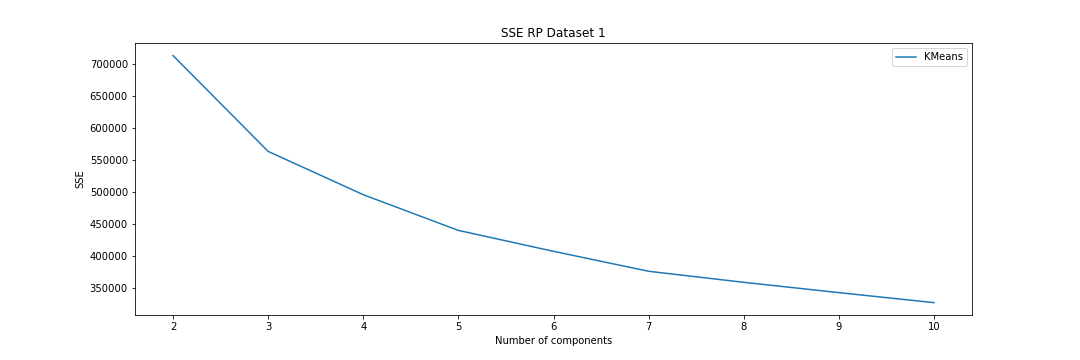 SSE RP Dataset 1
KMeans
700000
650000
600000
550000
500000
450000
400000
350000
SSE
2 3 4 5 6 7 8 9 10
Number of components